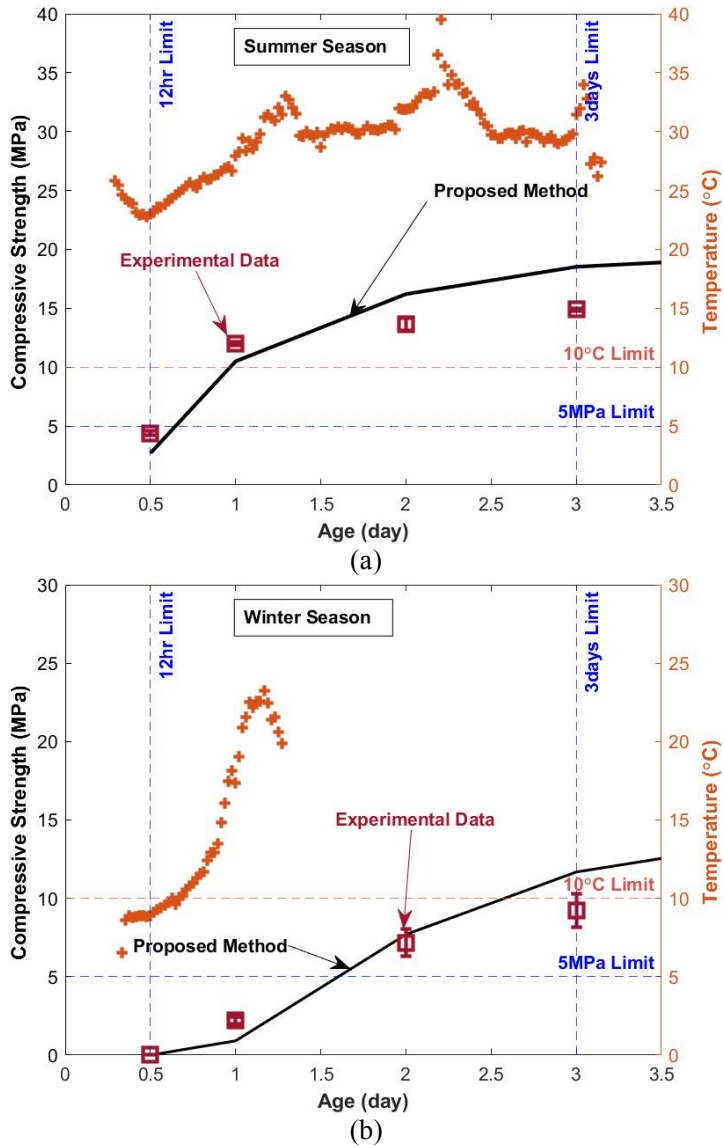 Summer Season
12hr Limit
3days Limit
Compressive Strength (MPa)
Temperature (°C)
40
35
30
25
20
15
10
5
0
40
35
30
25
20
15
10
5
0
Proposed Method
Experimental Data
10°C Limit
5MPa Limit
0 0.5 1 1.5 2 2.5 3 3.5
Age (day)
(a)
Winter Season
12hr Limit
3days Limit
Compressive Strength (MPa)
Temperature (°C)
30
25
20
15
10
5
0
30
25
20
15
10
5
0
Experimental Data
10°C Limit
Proposed Method
5MPa Limit
0 0.5 1 1.5 2 2.5 3 3.5
Age (day)
(b)